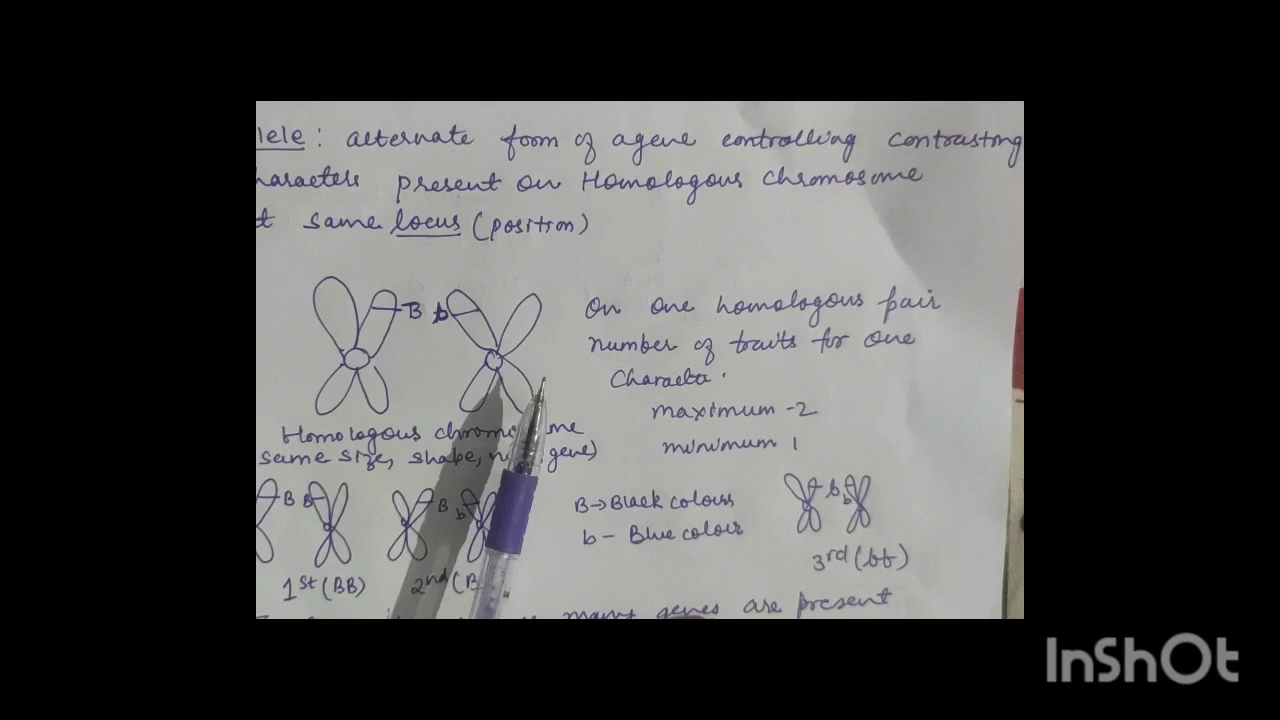 lele: alternate form of a gene controlling contrasting
haracters present on Homologous chromosome
t same locus (position)
B b
On one homologous pair
number of traits for one
Character.
maximum -2
minimum 1
Homologous chromo me
same size, shape, gene)
B B B b
B → Black colour
b - Blue colour
b b
1st (BB) 2nd (B
3rd (bb)
many genes are present
InShOt